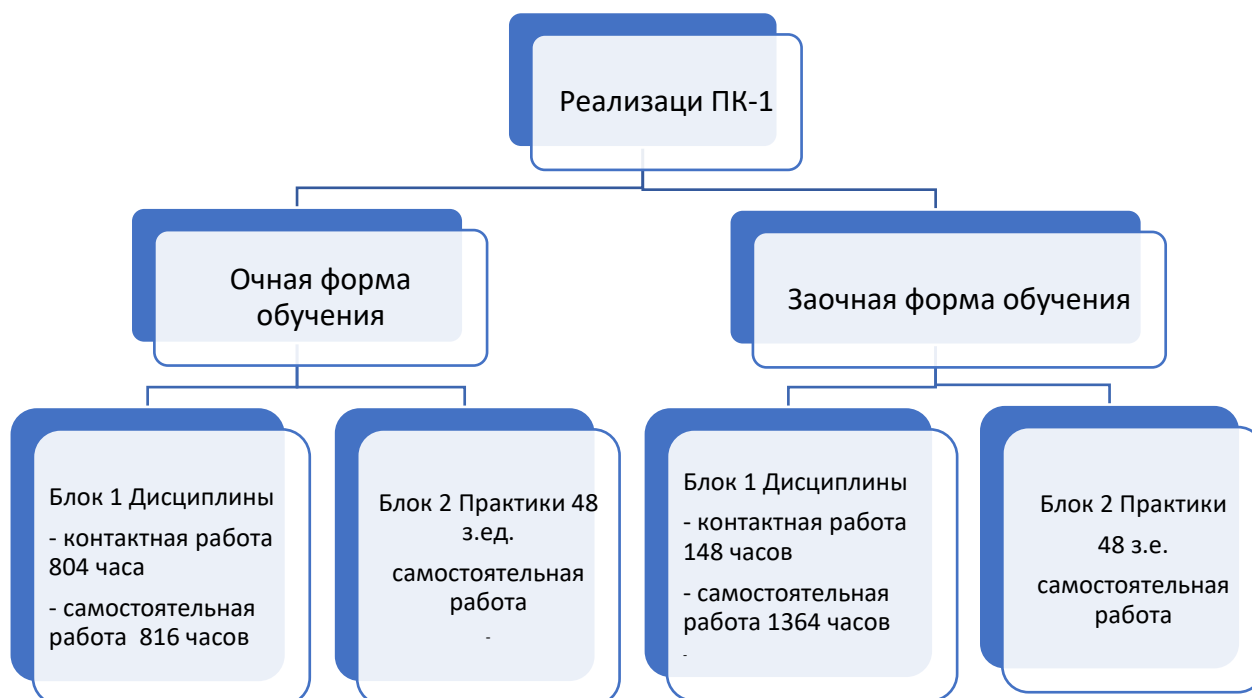 Реализаци ПК-1
Очная форма
обучения
Заочная форма обучения
Блок 1 Дисциплины
- контактная работа
804 часа
- самостоятельная
работа 816 часов
Блок 2 Практики 48
з.ед.
самостоятельная
работа
-
Блок 1 Дисциплины
- контактная работа
148 часов
- самостоятельная
работа 1364 часов
-
Блок 2 Практики
48 з.е.
самостоятельная
работа